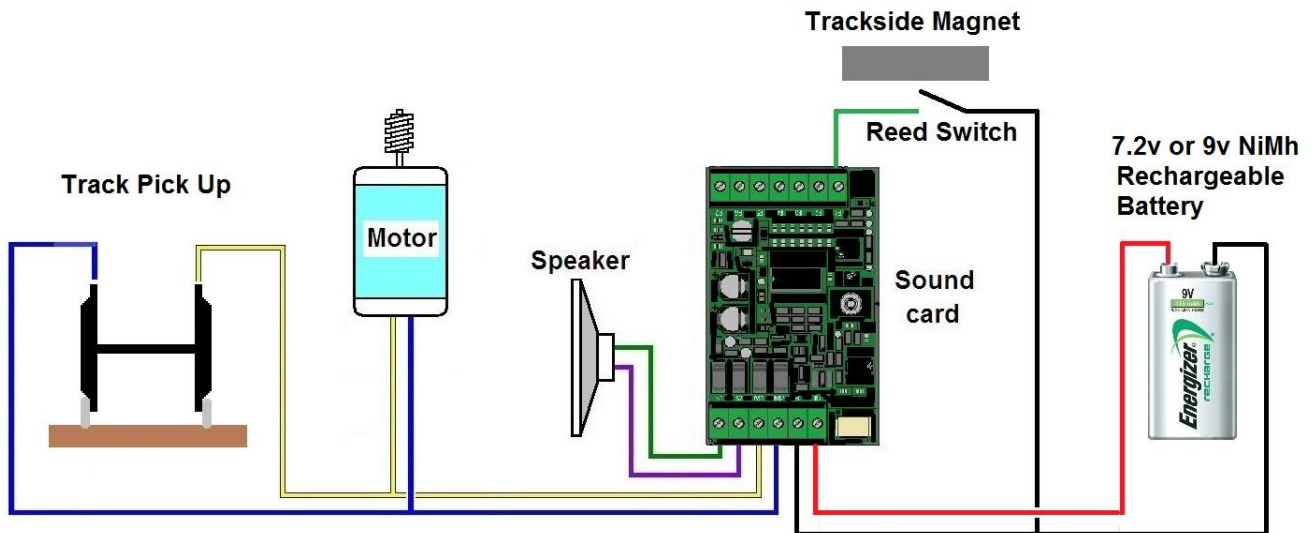 Trackside Magnet
Reed Switch
7.2v or 9v NiMh
Rechargeable
Battery
Track Pick Up
Motor
Speaker
Sound
card
9V
Energizer
RECHARGE